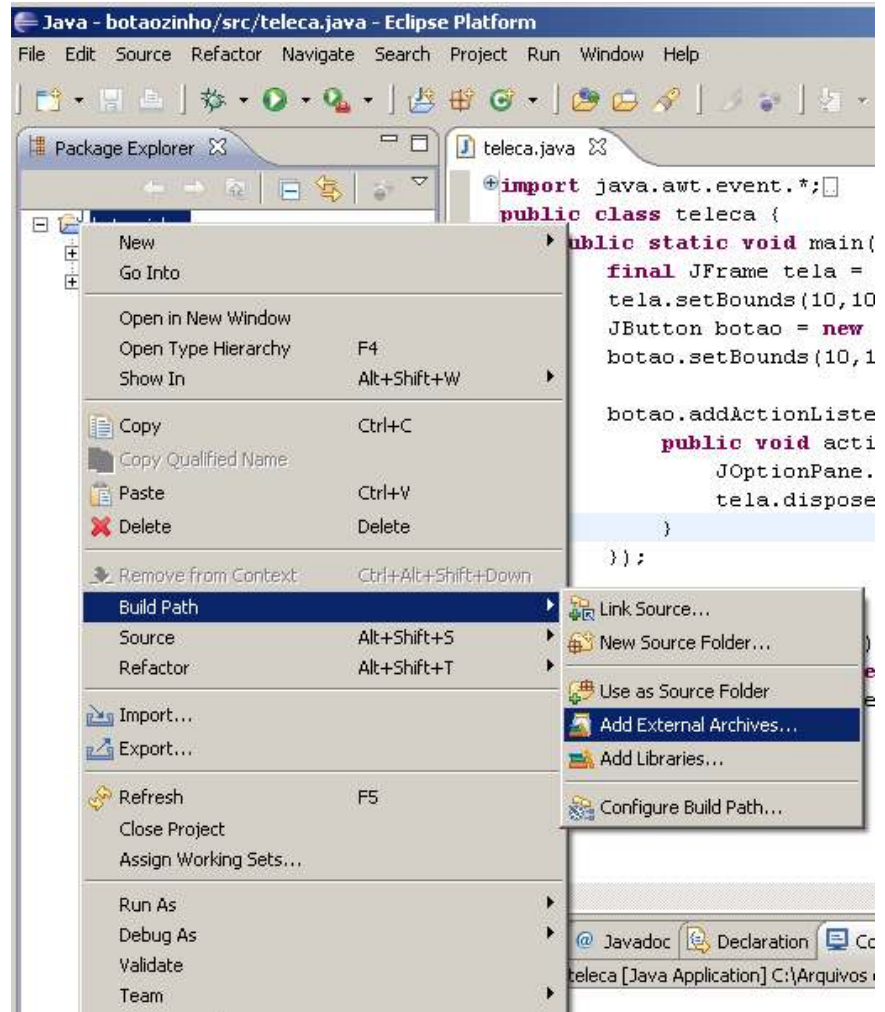 Java - botaozinho/src/teleca.java - Eclipse Platform
File Edit Source Refactor Navigate Search Project Run Window Help
Package Explorer
teleca.java
import java.awt.event.*;
public class teleca {
public static void main(
final JFrame tela =
tela.setBounds(10,10
JButton botao = new
botao.setBounds(10,1
botao.addActionListe
public void acti
JOptionPane.
tela.dispose
}
});
New
Go Into
Open in New Window
Open Type Hierarchy F4
Show In Alt+Shift+W
Copy Ctrl+C
Copy Qualified Name
Paste Ctrl+V
Delete Delete
Remove from Context Ctrl+Alt+Shift+Down
Build Path
Source Alt+Shift+S
Refactor Alt+Shift+T
Import...
Export...
Refresh F5
Close Project
Assign Working Sets...
Run As
Debug As
Validate
Team
Link Source...
New Source Folder...
Use as Source Folder
Add External Archives...
Add Libraries...
Configure Build Path...
@ Javadoc Declaration Co
teleca [Java Application] C:\Arquivos